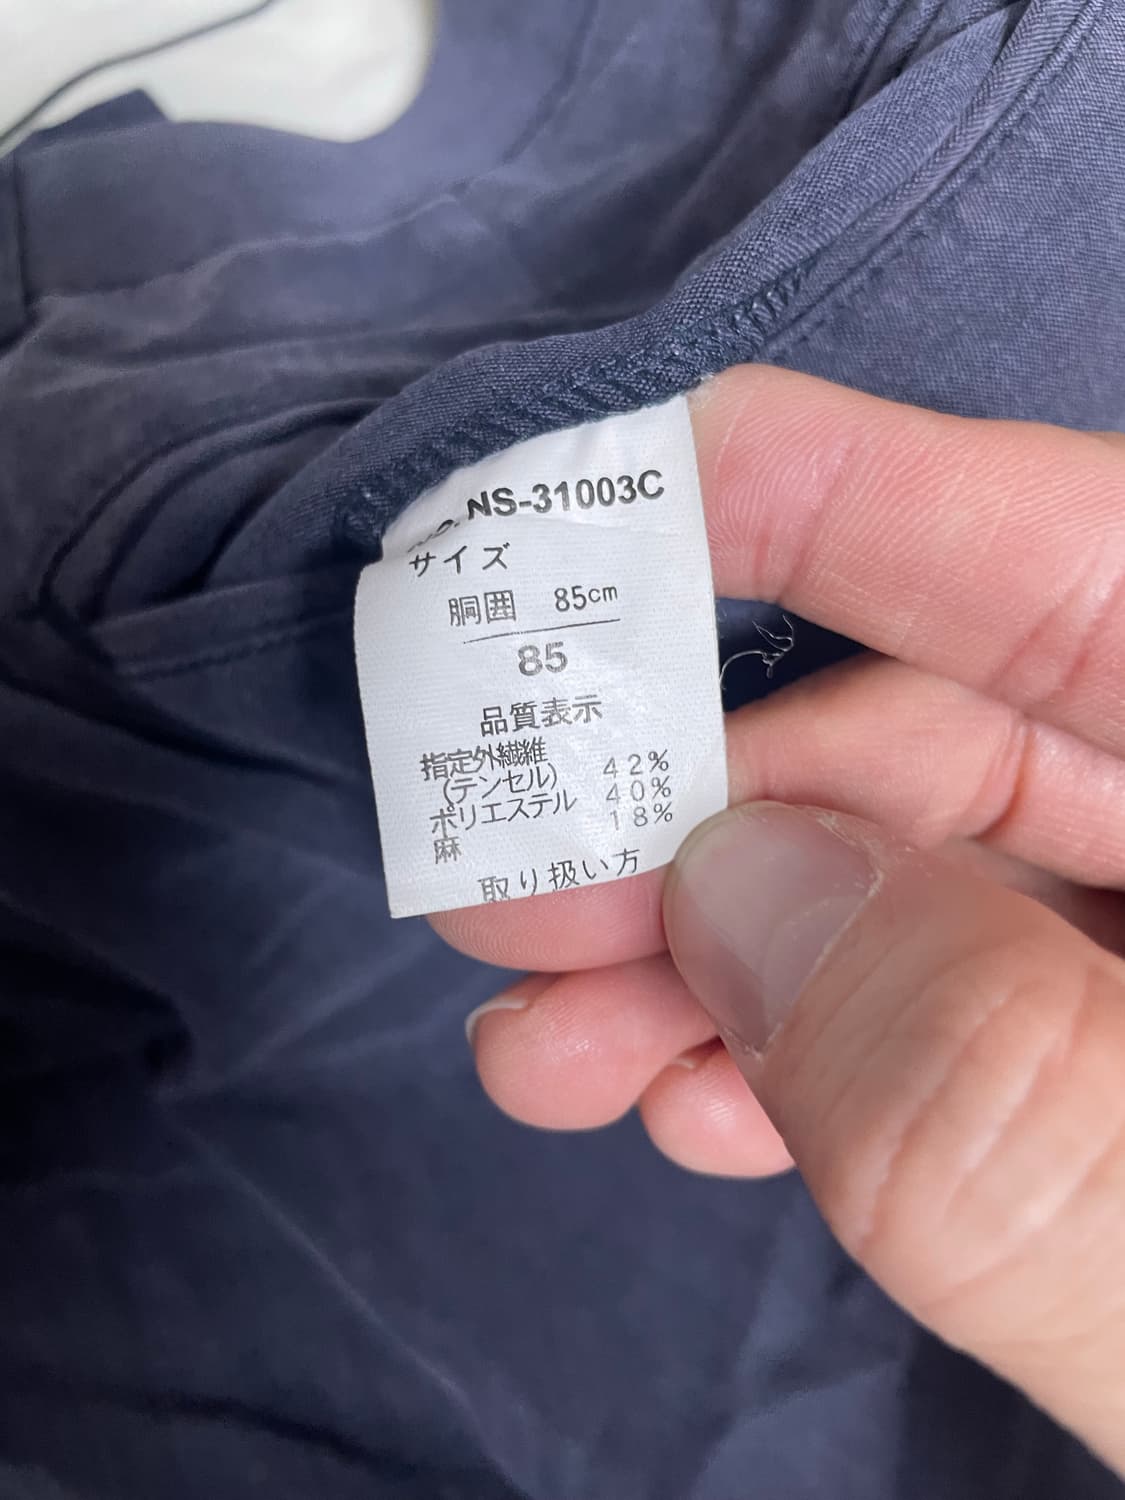 No. NS-31003C
サイズ
胴囲 85cm
85
品質表示
指定外繊維
(テンセル) 42%
ポリエステル 40%
麻 18%
取り扱い方